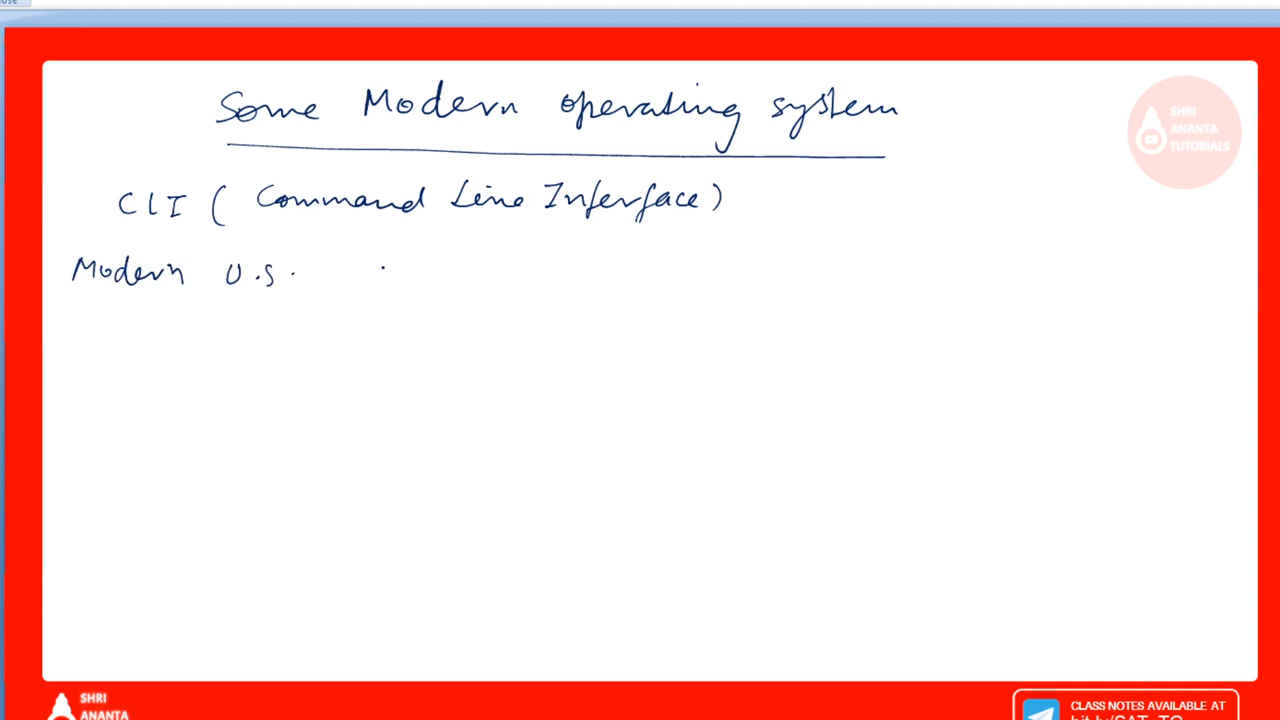 Some Modern operating system
SHRI
ANANTA
TUTORIALS
CLI ( Command Line Interface )
Modern O.S.
SHRI
ANANTA
CLASS NOTES AVAILABLE AT